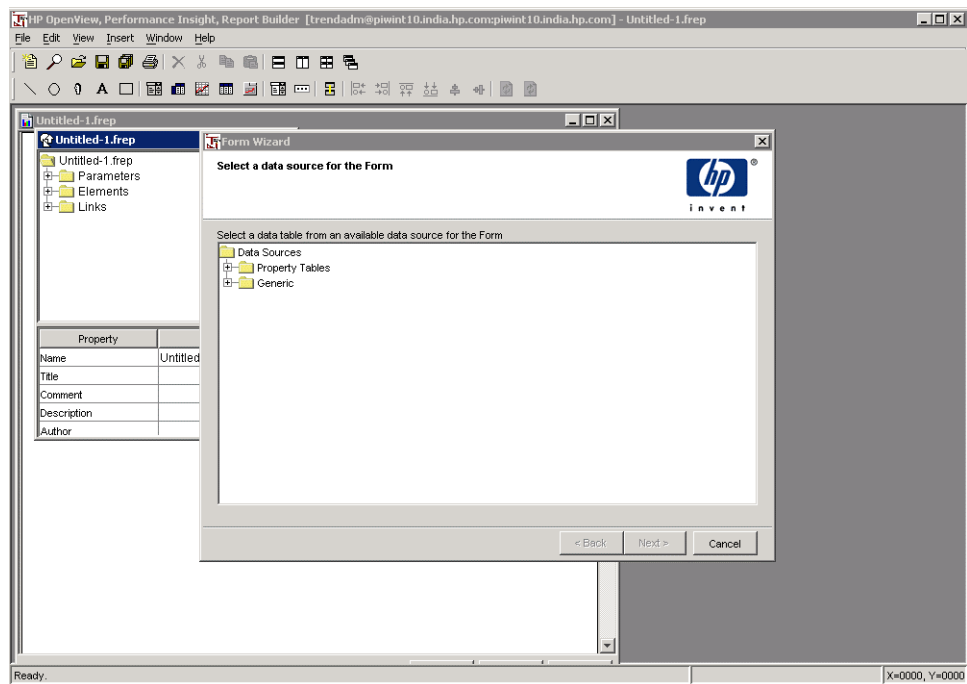 HP OpenView, Performance Insight, Report Builder [trendadm@piwint10.india.hp.com:piwint10.india.hp.com] - Untitled-1.frep
File Edit View Insert Window Help
A
Untitled-1.frep
Untitled-1.frep
Untitled-1.frep
Parameters
Elements
Links
Property
Name Untitled
Title
Comment
Description
Author
Form Wizard
Select a data source for the Form
hp
®
invent
Select a data table from an available data source for the Form
Data Sources
Property Tables
Generic
< Back Next > Cancel
Ready. X=0000, Y=0000